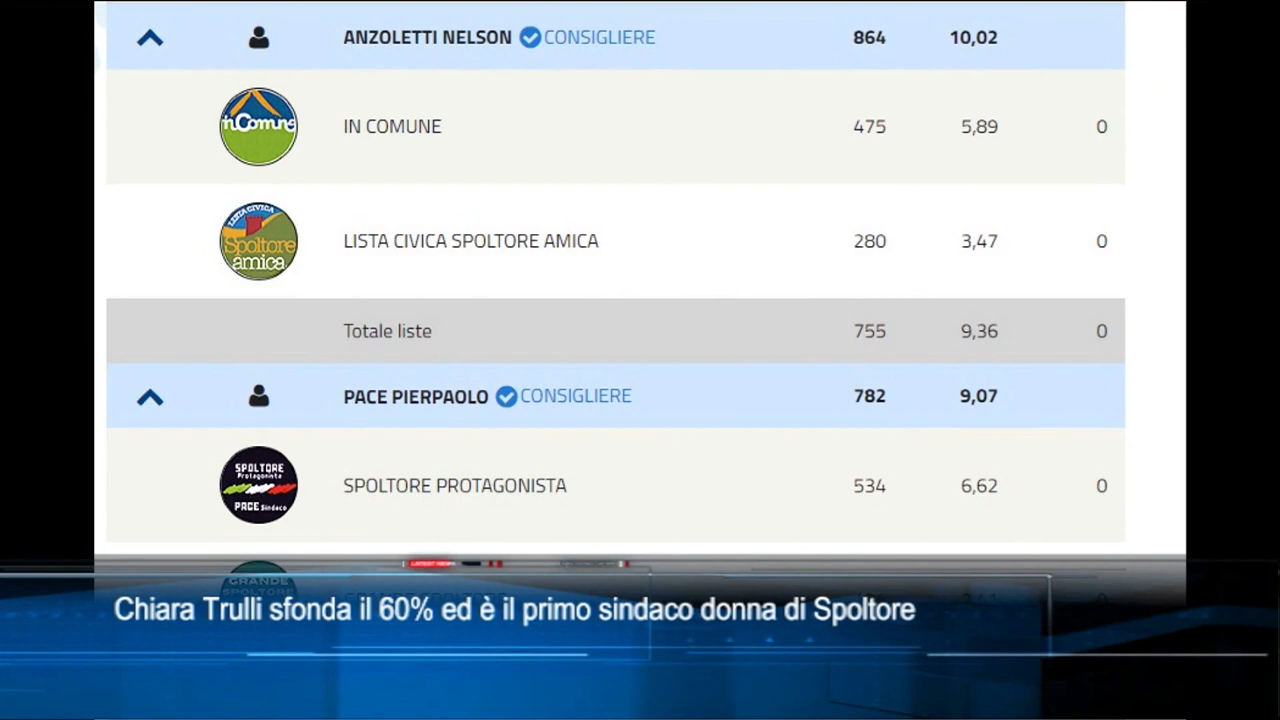 ANZOLETTI NELSON CONSIGLIERE 864 10,02
inComune
IN COMUNE 475 5,89 0
LISTA CIVICA
Spoltore
amica
LISTA CIVICA SPOLTORE AMICA 280 3,47 0
Totale liste 755 9,36 0
PACE PIERPAOLO CONSIGLIERE 782 9,07
SPOLTORE
Protagonista
PACE Sindaco
SPOLTORE PROTAGONISTA 534 6,62 0
LATEST NEWS
GRANDE
Chiara Trulli sfonda il 60% ed è il primo sindaco donna di Spoltore